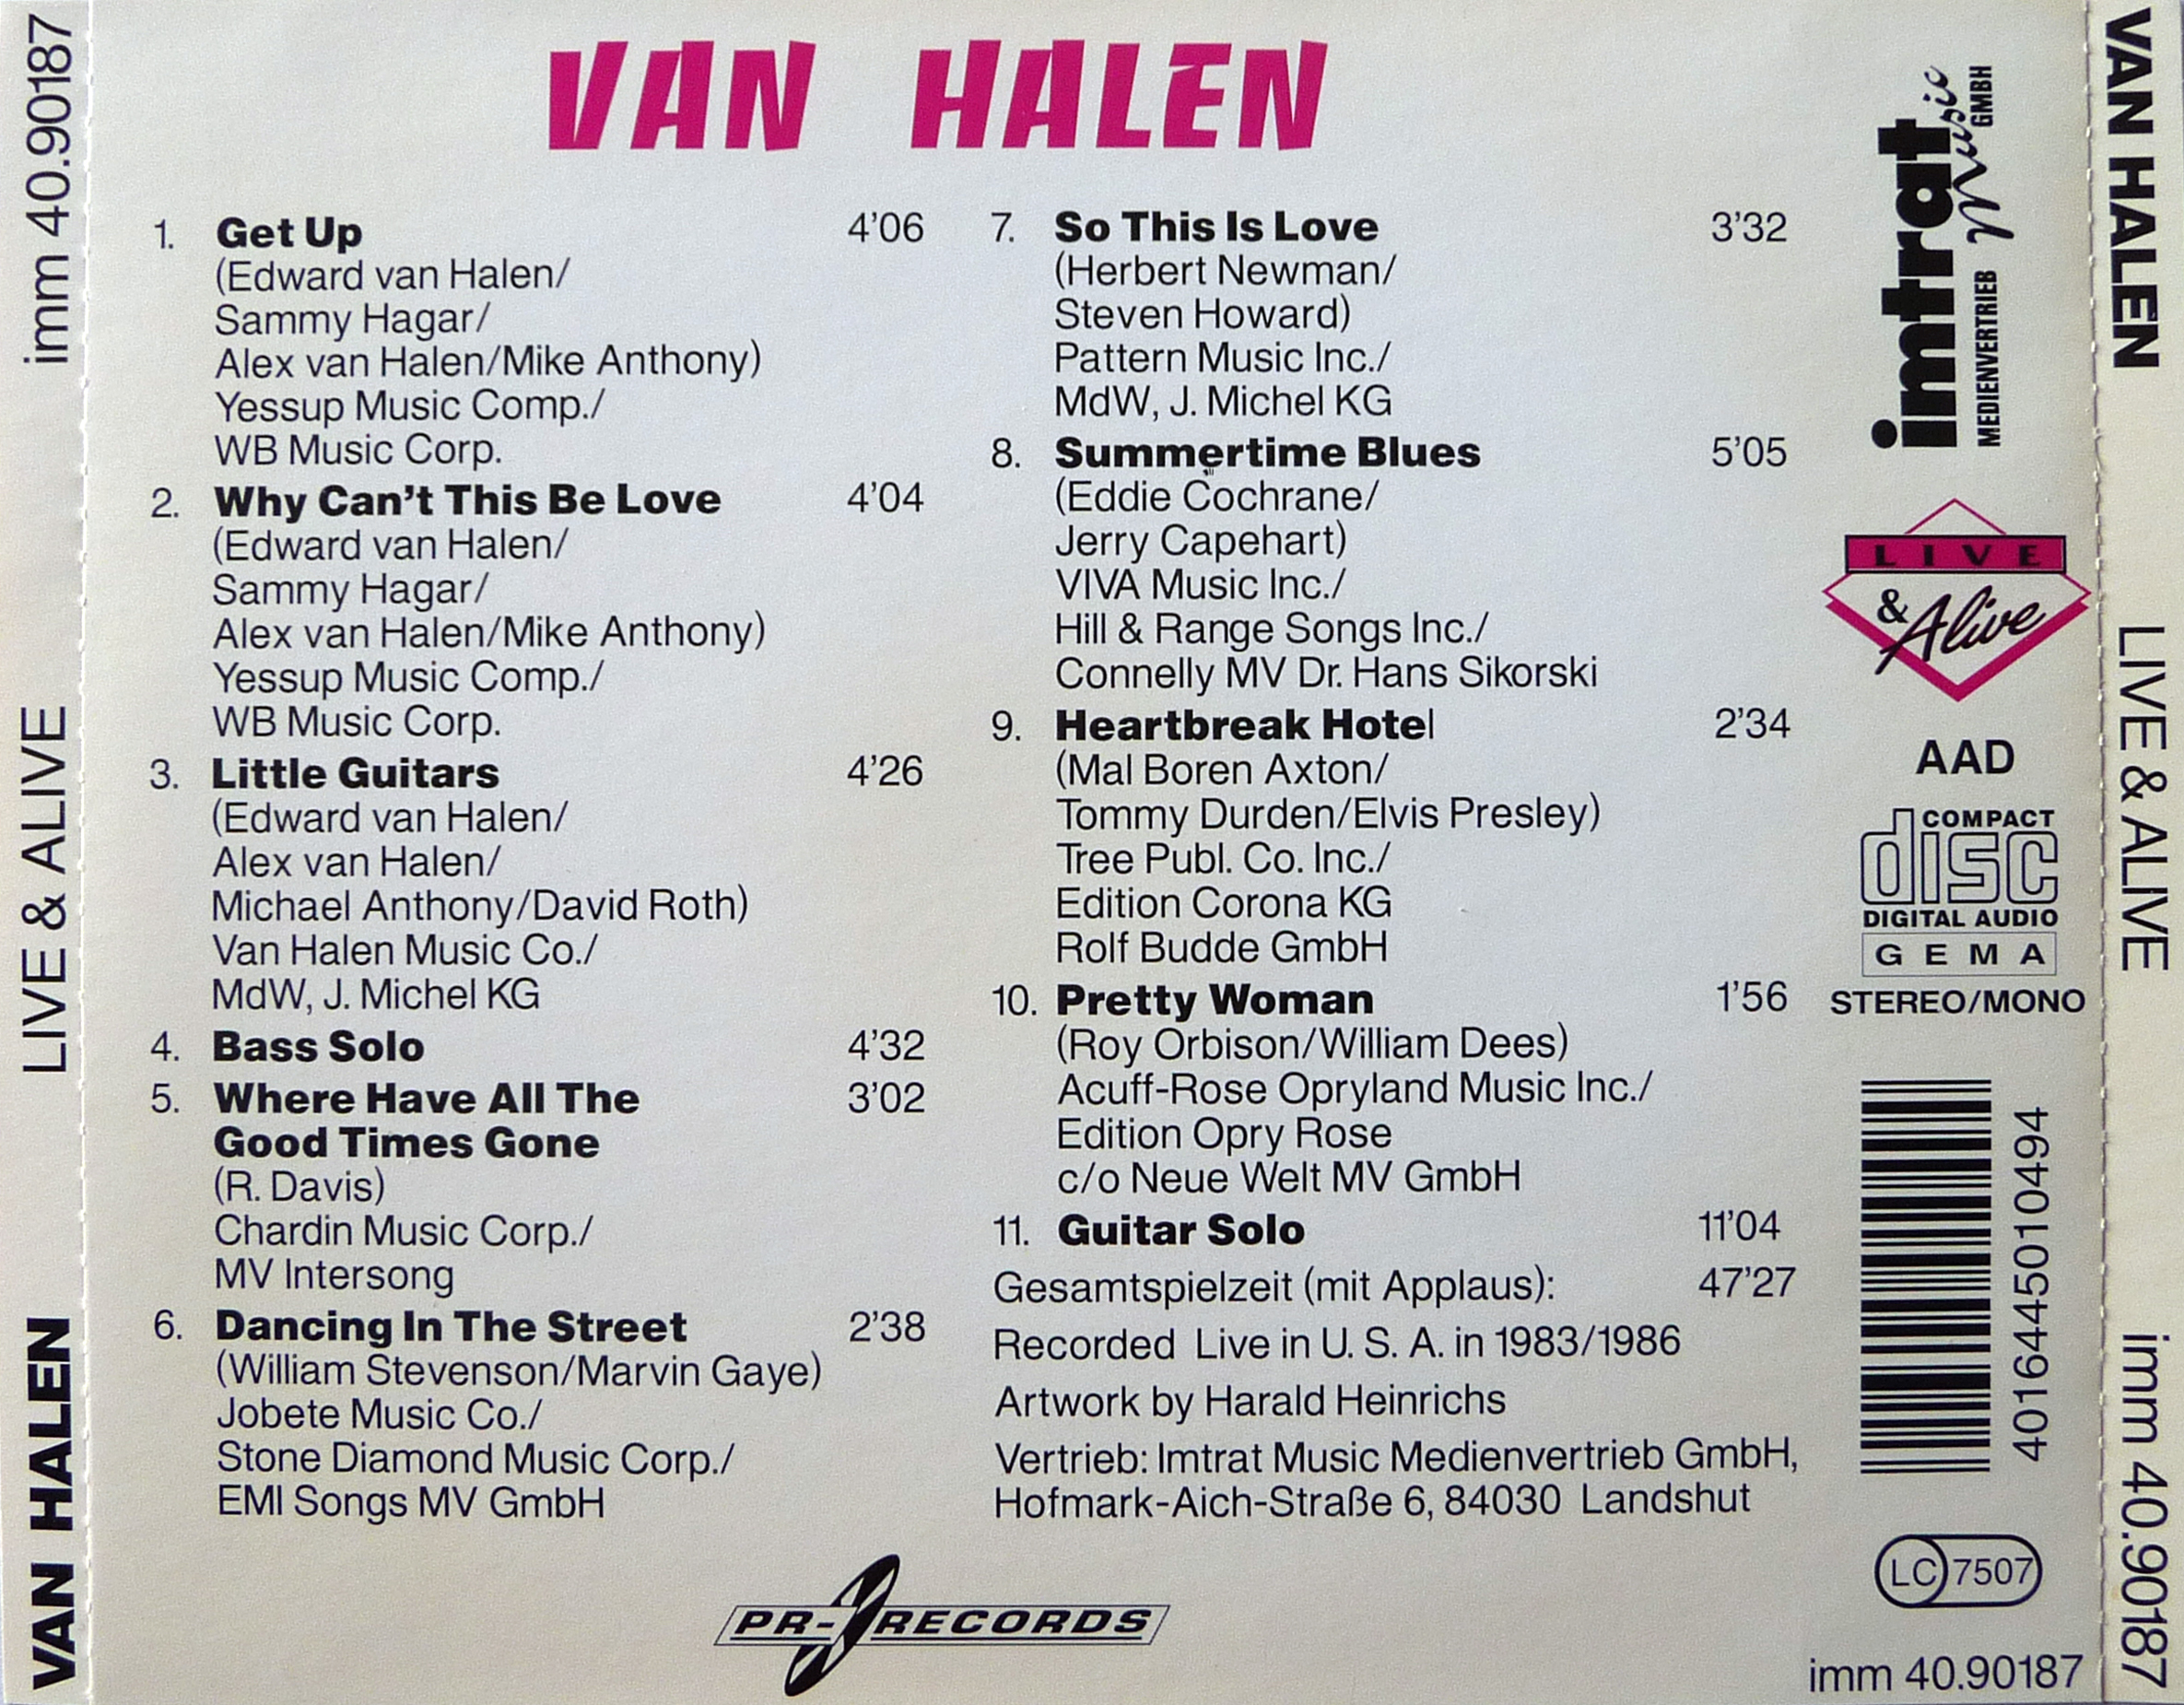 VAN HALEN LIVE & ALIVE imm 40.90187
VAN HALEN
1. Get Up 4'06
(Edward van Halen/
Sammy Hagar/
Alex van Halen/Mike Anthony)
Yessup Music Comp./
WB Music Corp.
2. Why Can't This Be Love 4'04
(Edward van Halen/
Sammy Hagar/
Alex van Halen/Mike Anthony)
Yessup Music Comp./
WB Music Corp.
3. Little Guitars 4'26
(Edward van Halen/
Alex van Halen/
Michael Anthony/David Roth)
Van Halen Music Co./
MdW, J. Michel KG
4. Bass Solo 4'32
5. Where Have All The 3'02
Good Times Gone
(R. Davis)
Chardin Music Corp./
MV Intersong
6. Dancing In The Street 2'38
(William Stevenson/Marvin Gaye)
Jobete Music Co./
Stone Diamond Music Corp./
EMI Songs MV GmbH
7. So This Is Love 3'32
(Herbert Newman/
Steven Howard)
Pattern Music Inc./
MdW, J. Michel KG
8. Summertime Blues 5'05
(Eddie Cochrane/
Jerry Capehart)
VIVA Music Inc./
Hill & Range Songs Inc./
Connelly MV Dr. Hans Sikorski
9. Heartbreak Hotel 2'34
(Mal Boren Axton/
Tommy Durden/Elvis Presley)
Tree Publ. Co. Inc./
Edition Corona KG
Rolf Budde GmbH
10. Pretty Woman 1'56
(Roy Orbison/William Dees)
Acuff-Rose Opryland Music Inc./
Edition Opry Rose
c/o Neue Welt MV GmbH
11. Guitar Solo 11'04
Gesamtspielzeit (mit Applaus): 47'27
Recorded Live in U. S. A. in 1983/1986
Artwork by Harald Heinrichs
Vertrieb: Imtrat Music Medienvertrieb GmbH,
Hofmark-Aich-Straße 6, 84030 Landshut
PR-RECORDS
imtrat Music
MEDIENVERTRIEB GMBH
LIVE
& Alive
AAD
COMPACT
disc
DIGITAL AUDIO
GEMA
STEREO/MONO
4016445010494
LC 7507
imm 40.90187
VAN HALEN LIVE & ALIVE imm 40.90187